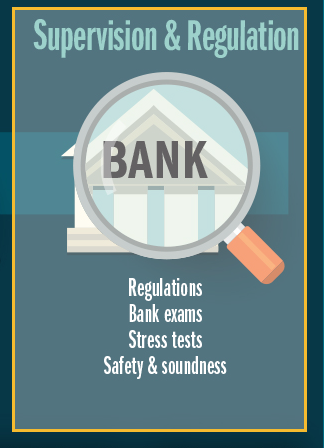 Supervision & Regulation
BANK
Regulations
Bank exams
Stress tests
Safety & soundness